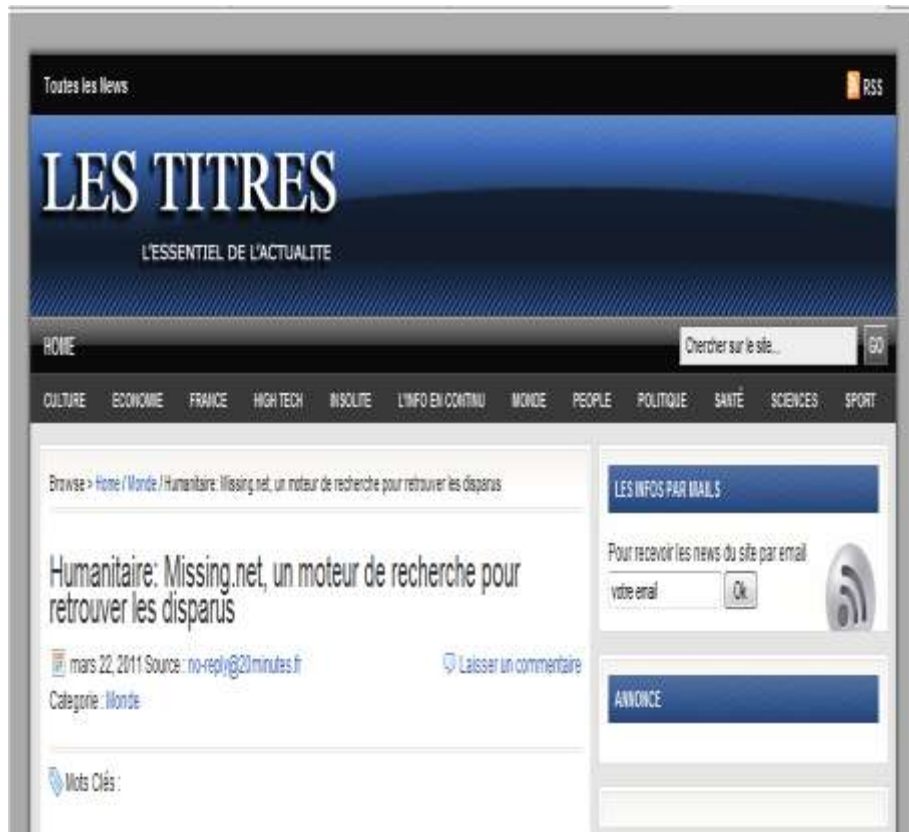 Toutes les News
RSS
LES TITRES
L'ESSENTIEL DE L'ACTUALITE
HOME
Chercher sur le site...
GO
CULTURE ECONOMIE FRANCE HIGH TECH INSOLITE L'INFO EN CONTINU MONDE PEOPLE POLITIQUE SANTÉ SCIENCES SPORT
Browse > Home / Monde / Humanitaire: Missing.net, un moteur de recherche pour retrouver les disparus
Humanitaire: Missing.net, un moteur de recherche pour
retrouver les disparus
mars 22, 2011 Source : no-reply@20minutes.fr
Laisser un commentaire
Categorie : Monde
Mots Clés :
LES INFOS PAR MAILS
Pour recevoir les news du site par email
votre email
Ok
ANNONCE